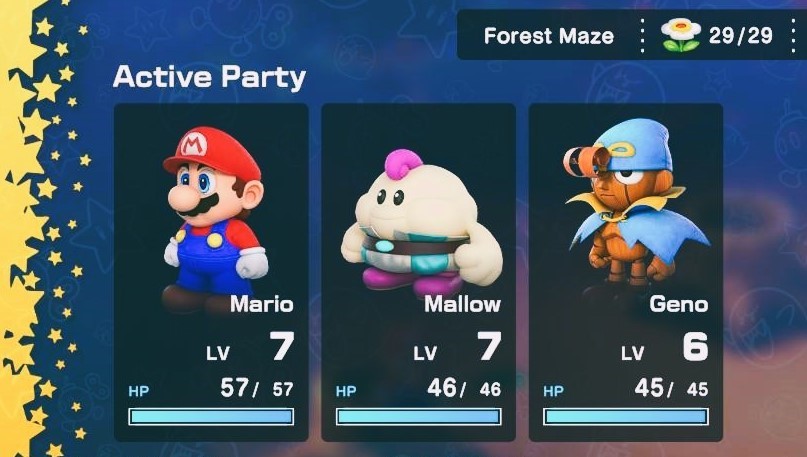 Forest Maze 29/29
Active Party
M
Mario Mallow Geno
LV 7 LV 7 LV 6
HP 57/ 57 HP 46/ 46 HP 45/ 45